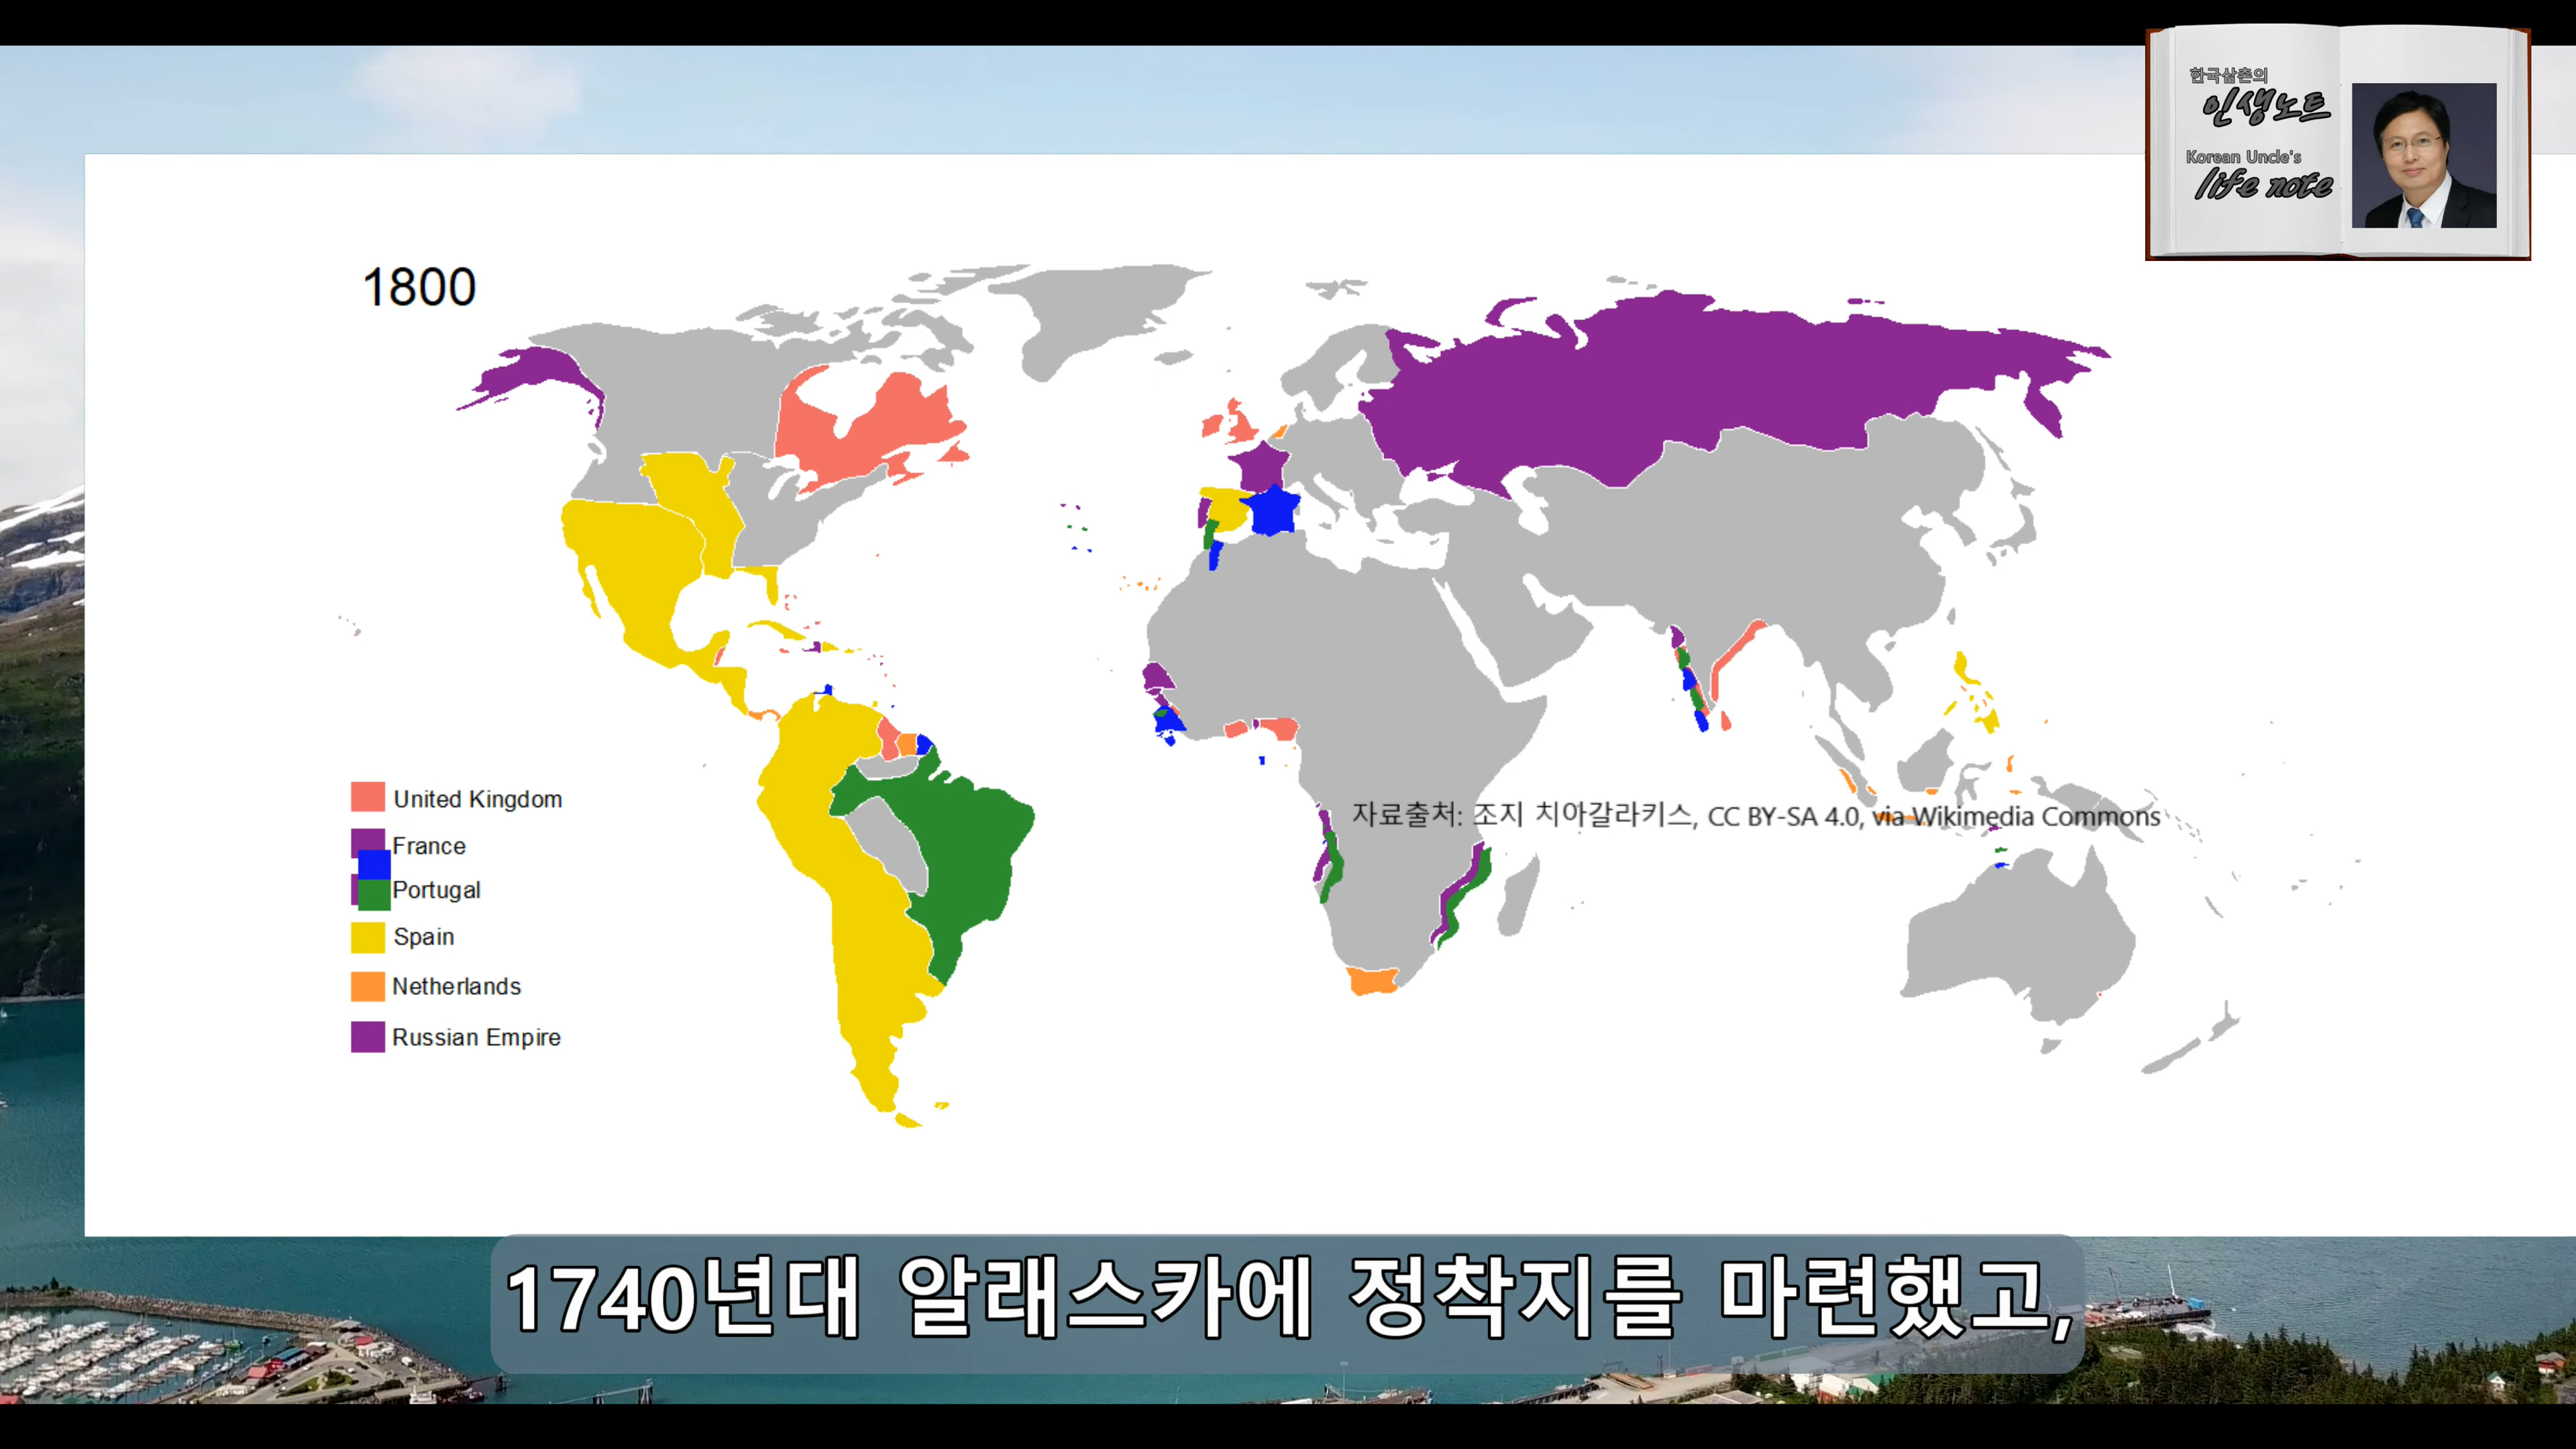 한국삼촌의
인생노트
Korean Uncle's
life note
1800
United Kingdom
France
Portugal
Spain
Netherlands
Russian Empire
자료출처: 조지 치아갈라키스, CC BY-SA 4.0, via Wikimedia Commons
1740년대 알래스카에 정착지를 마련했고,